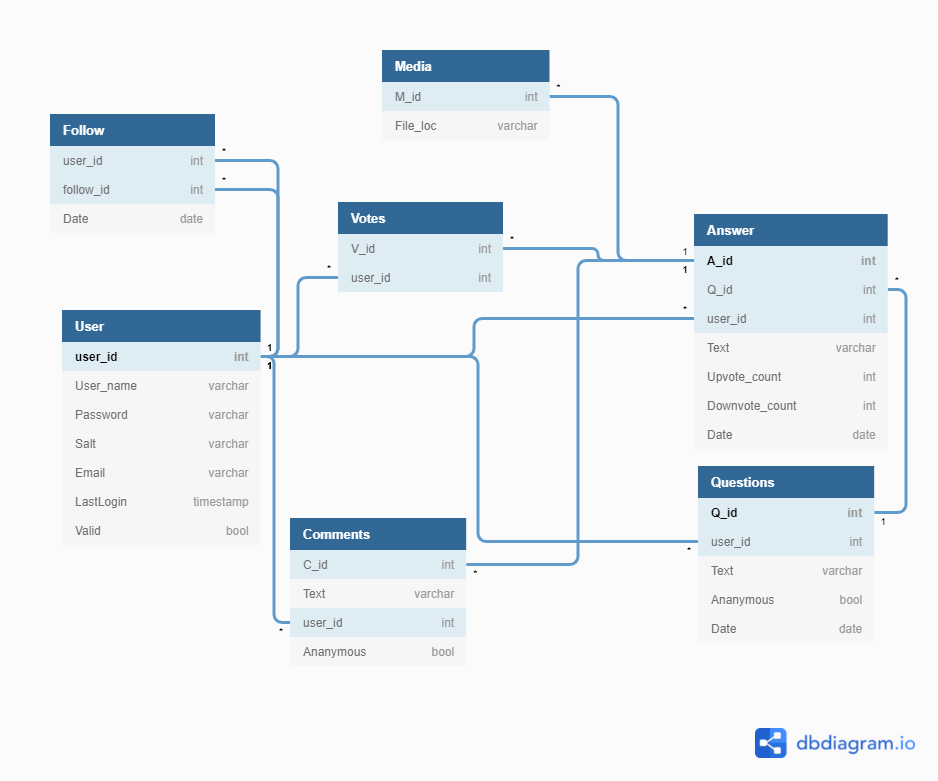 Media
M_id int
File_loc varchar
*
Follow
user_id int
follow_id int
Date date
*
*
Votes
V_id int
user_id int
*
*
Answer
A_id int
Q_id int
user_id int
Text varchar
Upvote_count int
Downvote_count int
Date date
1
1
*
*
User
user_id int
User_name varchar
Password varchar
Salt varchar
Email varchar
LastLogin timestamp
Valid bool
1
1
Questions
Q_id int
user_id int
Text varchar
Ananymous bool
Date date
1
*
Comments
C_id int
Text varchar
user_id int
Ananymous bool
*
*
dbdiagram.io